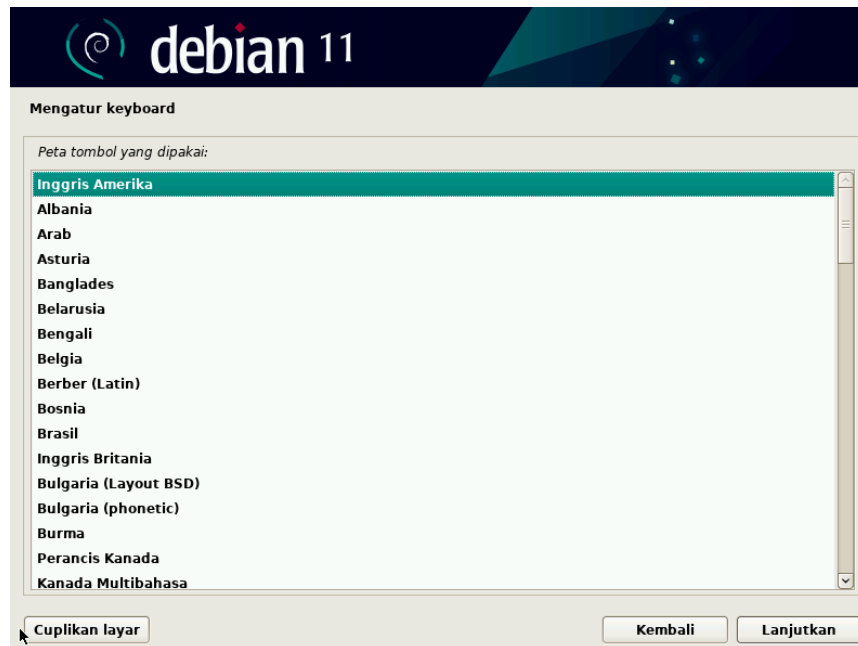 debian 11
Mengatur keyboard
Peta tombol yang dipakai:
Inggris Amerika
Albania
Arab
Asturia
Banglades
Belarusia
Bengali
Belgia
Berber (Latin)
Bosnia
Brasil
Inggris Britania
Bulgaria (Layout BSD)
Bulgaria (phonetic)
Burma
Perancis Kanada
Kanada Multibahasa
Cuplikan layar Kembali Lanjutkan